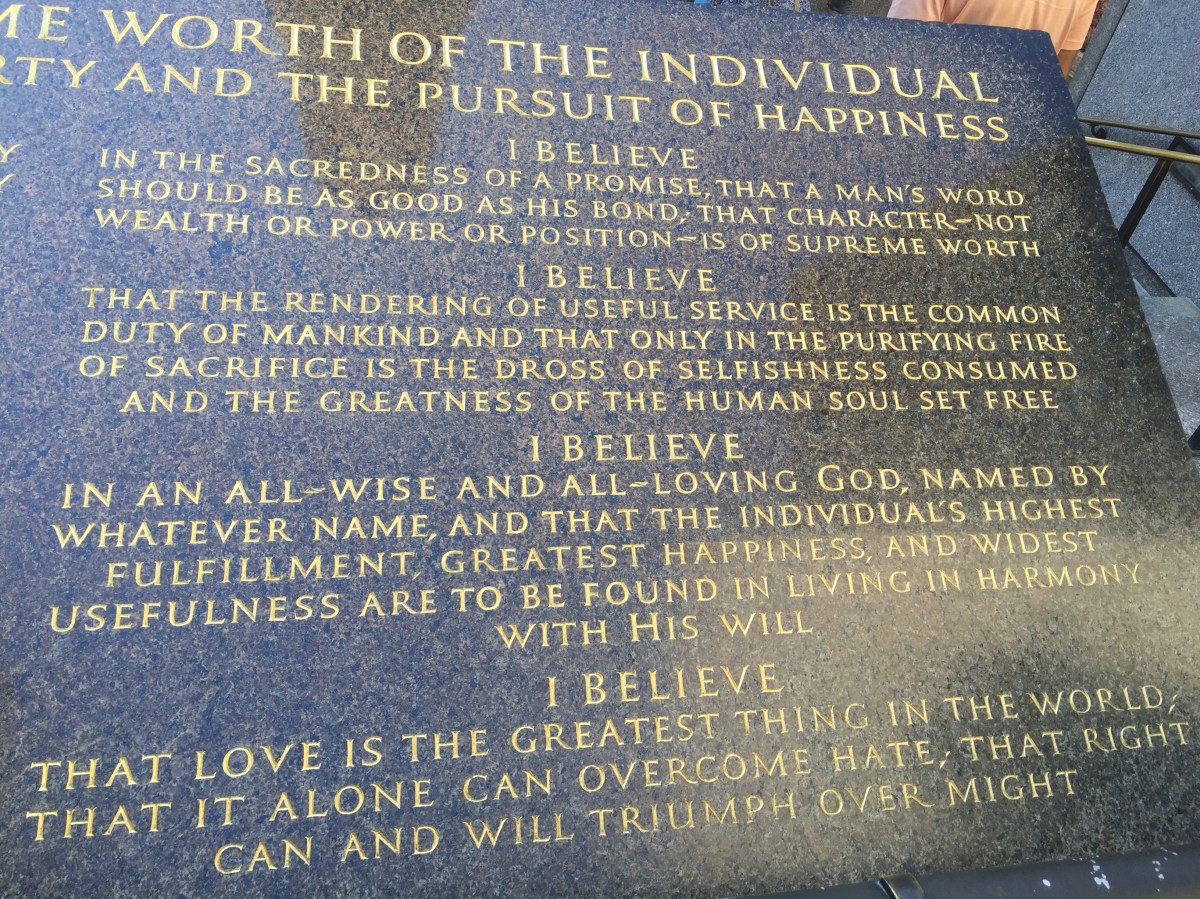 WORTH OF THE INDIVIDUAL
AND THE PURSUIT OF HAPPINESS
I BELIEVE
IN THE SACREDNESS OF A PROMISE, THAT A MAN'S WORD
SHOULD BE AS GOOD AS HIS BOND; THAT CHARACTER—NOT
WEALTH OR POWER OR POSITION—IS OF SUPREME WORTH
I BELIEVE
THAT THE RENDERING OF USEFUL SERVICE IS THE COMMON
DUTY OF MANKIND AND THAT ONLY IN THE PURIFYING FIRE
OF SACRIFICE IS THE DROSS OF SELFISHNESS CONSUMED
AND THE GREATNESS OF THE HUMAN SOUL SET FREE
I BELIEVE
IN AN ALL-WISE AND ALL-LOVING GOD, NAMED BY
WHATEVER NAME, AND THAT THE INDIVIDUAL'S HIGHEST
FULFILLMENT, GREATEST HAPPINESS, AND WIDEST
USEFULNESS ARE TO BE FOUND IN LIVING IN HARMONY
WITH HIS WILL
I BELIEVE
THAT LOVE IS THE GREATEST THING IN THE WORLD;
THAT IT ALONE CAN OVERCOME HATE; THAT RIGHT
CAN AND WILL TRIUMPH OVER MIGHT